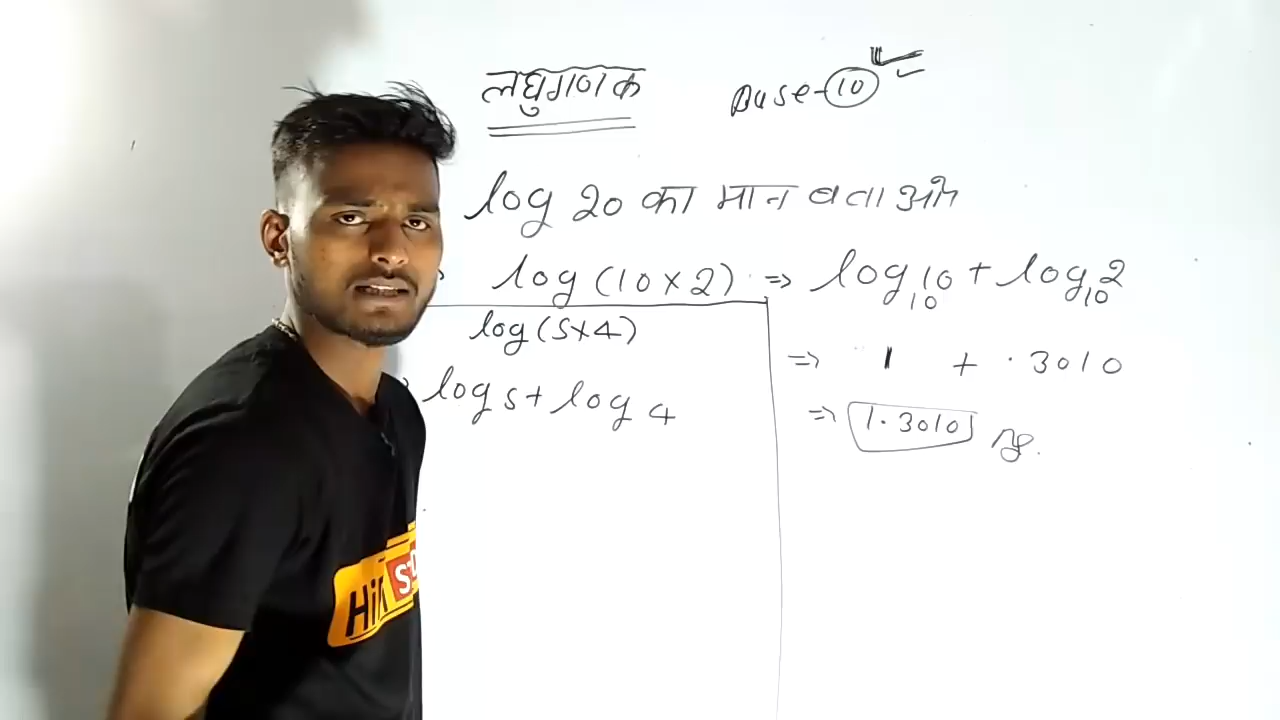 लघुगणक
Base-10
log 20 का मान बताओ
log (10 × 2) => log₁₀10 + log₁₀2
=> 1 + .3010
=> 1.3010
log (5×4)
log 5 + log 4
Hin